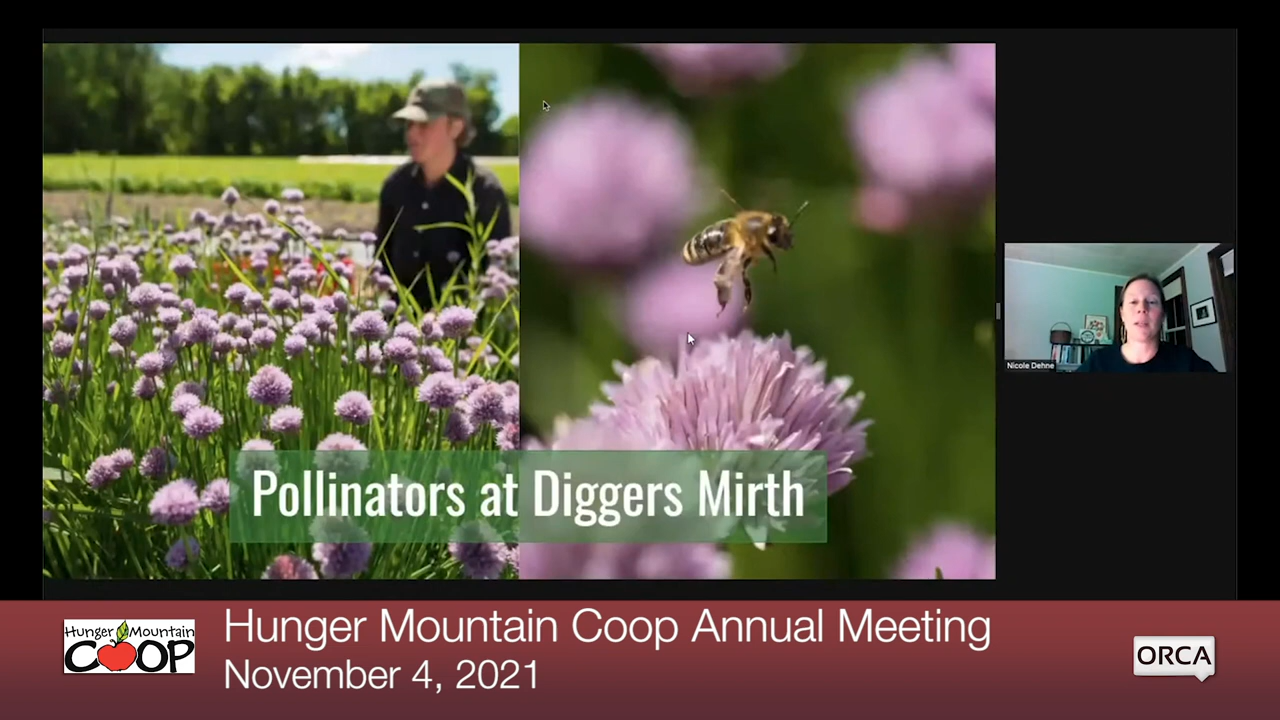 Pollinators at Diggers Mirth
Nicole Dehne
Hunger Mountain
COOP
Hunger Mountain Coop Annual Meeting
November 4, 2021
ORCA